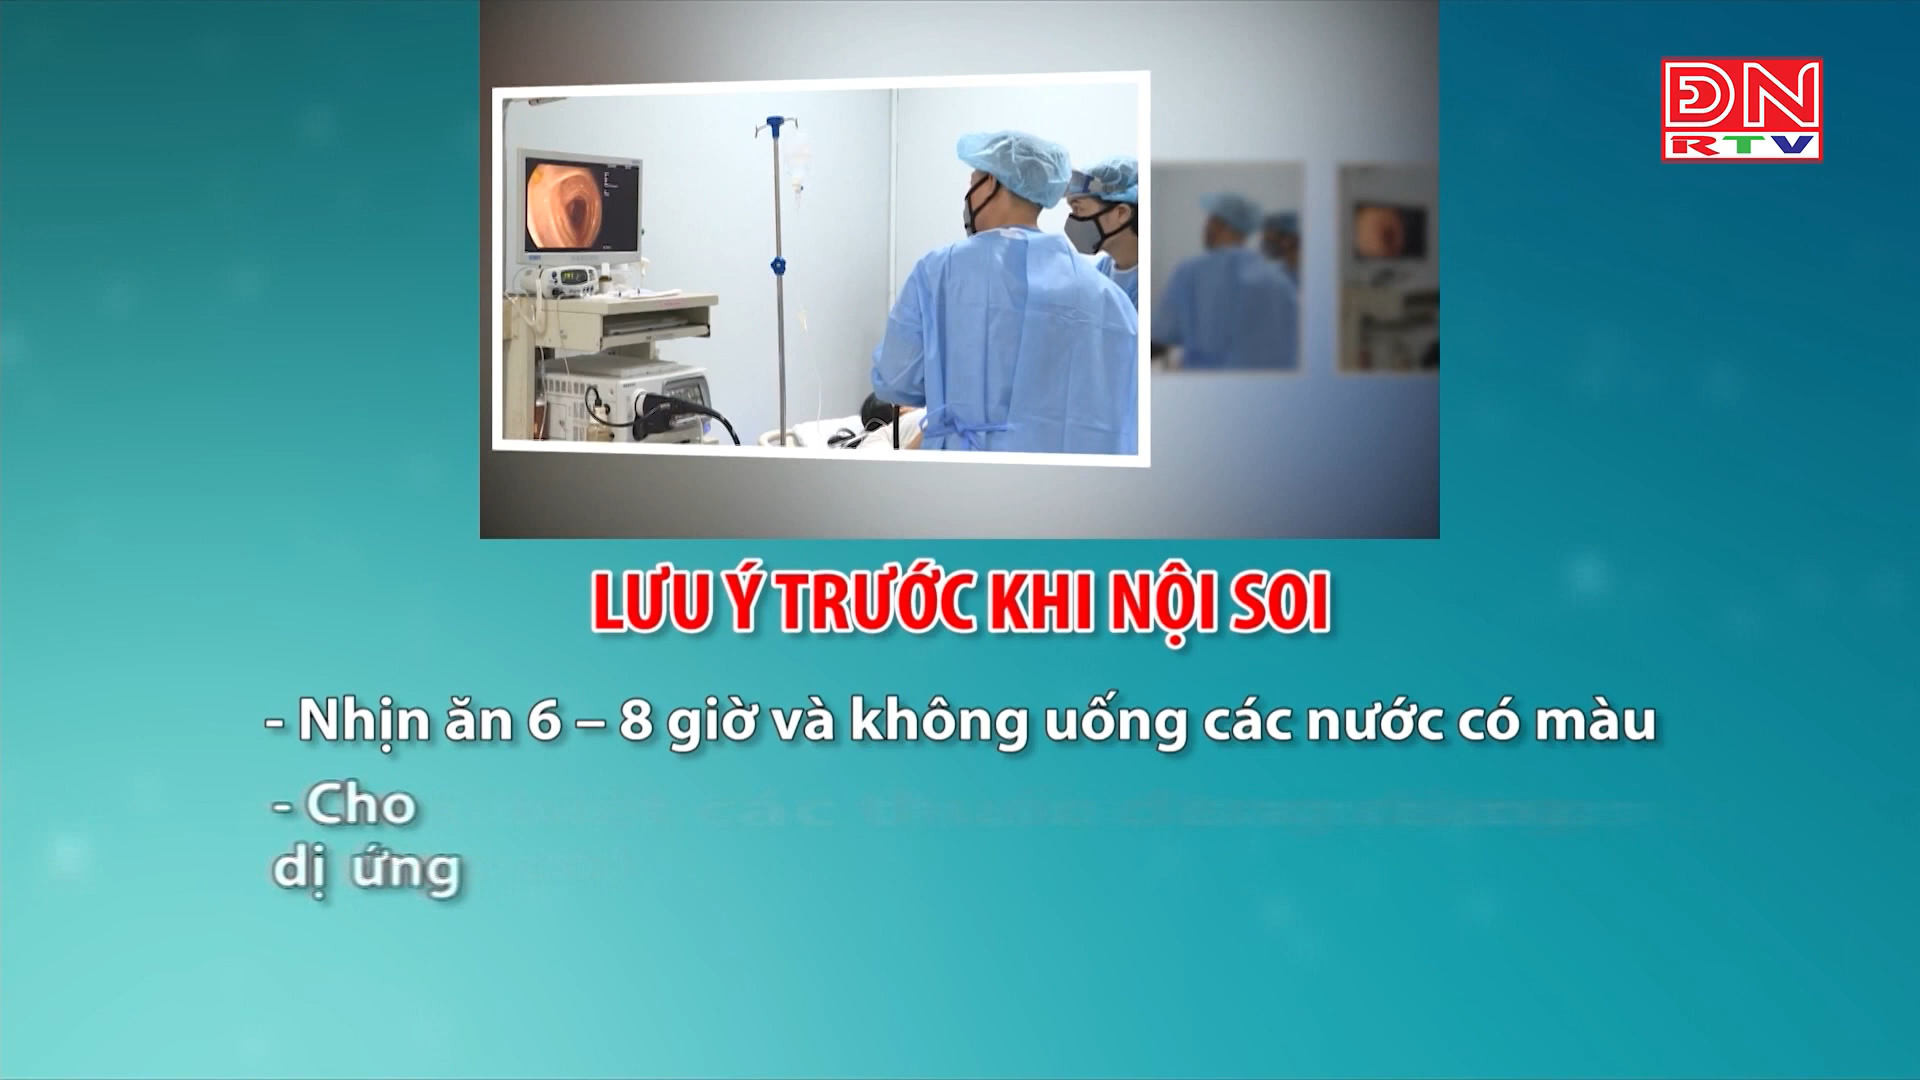 ĐN
RTV
LƯU Ý TRƯỚC KHI NỘI SOI
- Nhịn ăn 6 – 8 giờ và không uống các nước có màu
- Cho
dị ứng